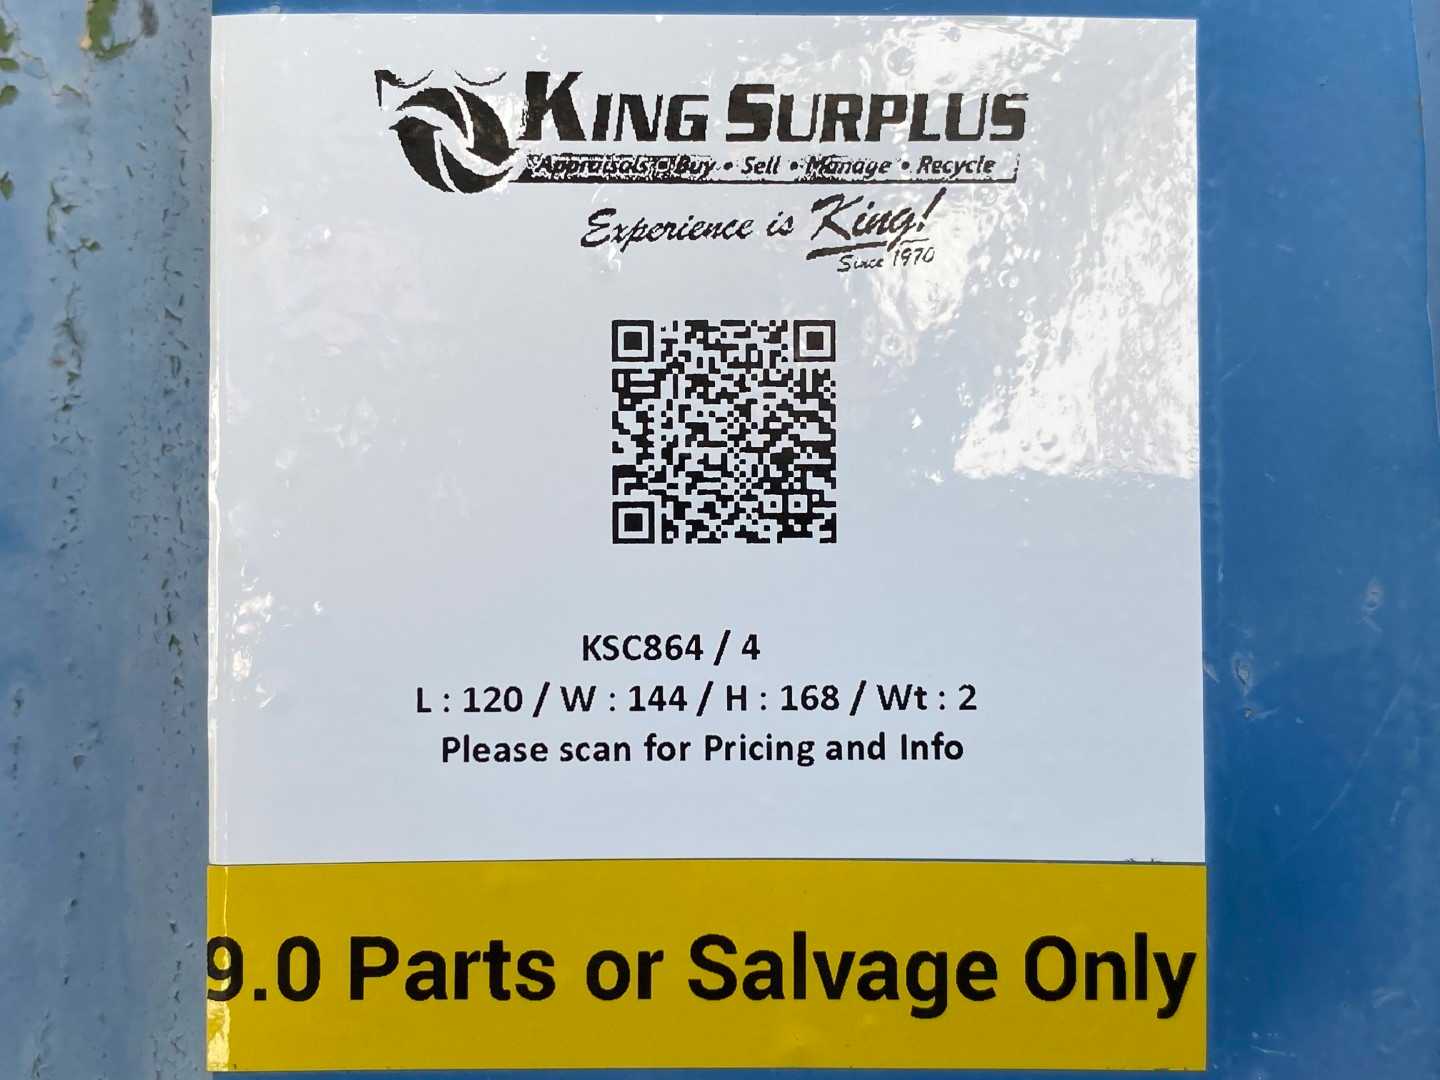 KING SURPLUS
Appraisals • Buy • Sell • Manage • Recycle
Experience is King!
Since 1970
KSC864 / 4
L : 120 / W : 144 / H : 168 / Wt : 2
Please scan for Pricing and Info
9.0 Parts or Salvage Only